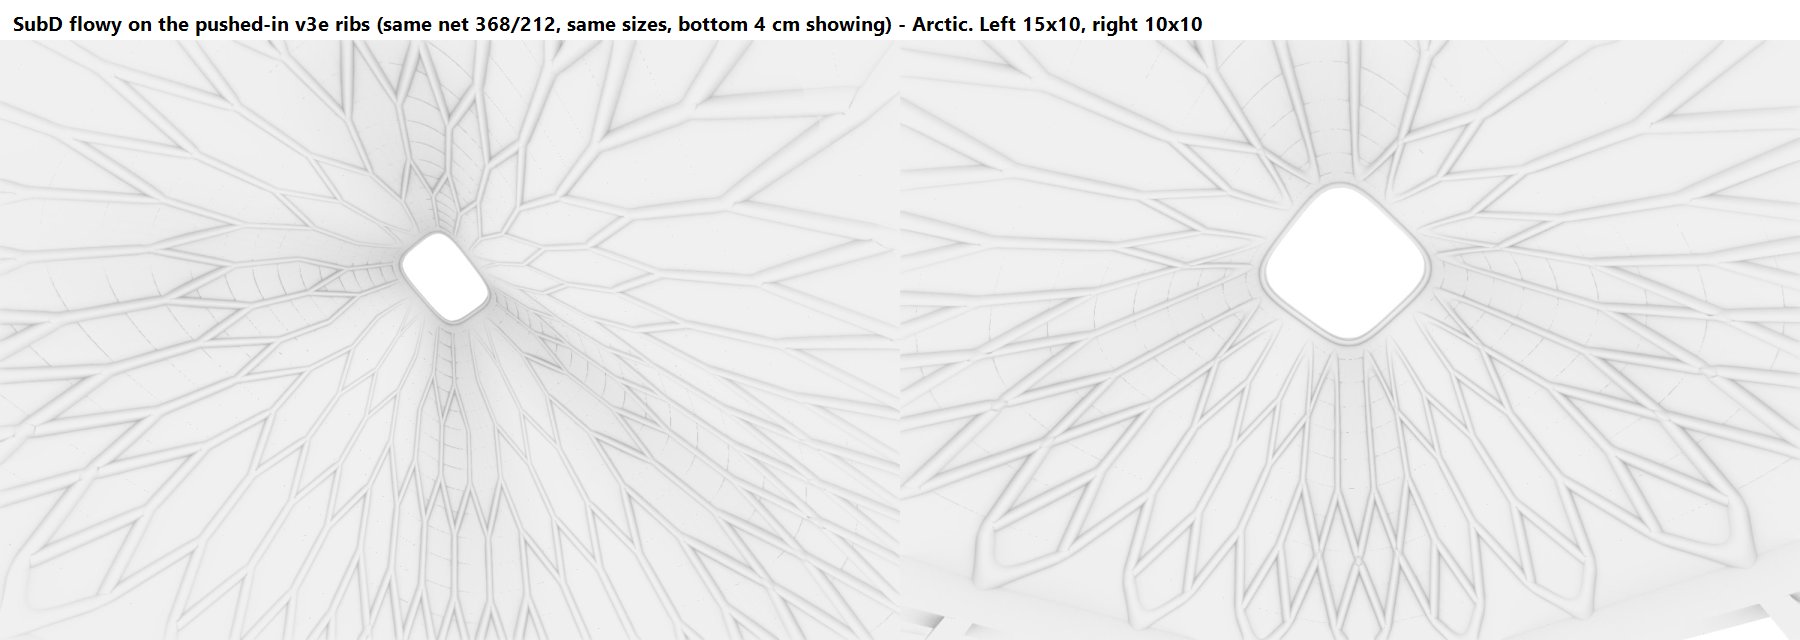 SubD flowy on the pushed-in v3e ribs (same net 368/212, same sizes, bottom 4 cm showing) - Arctic. Left 15x10, right 10x10